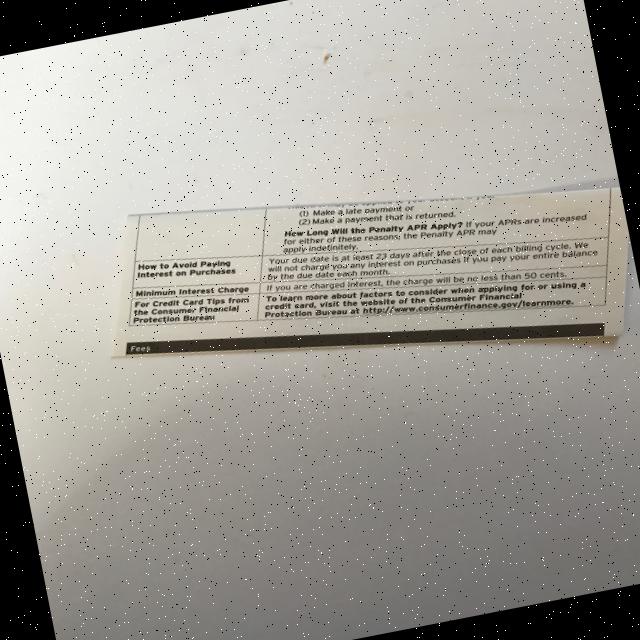 (1) Make a late payment or
(2) Make a payment that is returned.
How Long Will the Penalty APR Apply? If your APRs are increased
for either of these reasons, the Penalty APR may
apply indefinitely.
How to Avoid Paying
Interest on Purchases
Your due date is at least 23 days after the close of each billing cycle. We
will not charge you any interest on purchases if you pay your entire balance
by the due date each month.
Minimum Interest Charge
If you are charged interest, the charge will be no less than 50 cents.
For Credit Card Tips from
the Consumer Financial
Protection Bureau
To learn more about factors to consider when applying for or using a
credit card, visit the website of the Consumer Financial
Protection Bureau at http://www.consumerfinance.gov/learnmore.
Fees